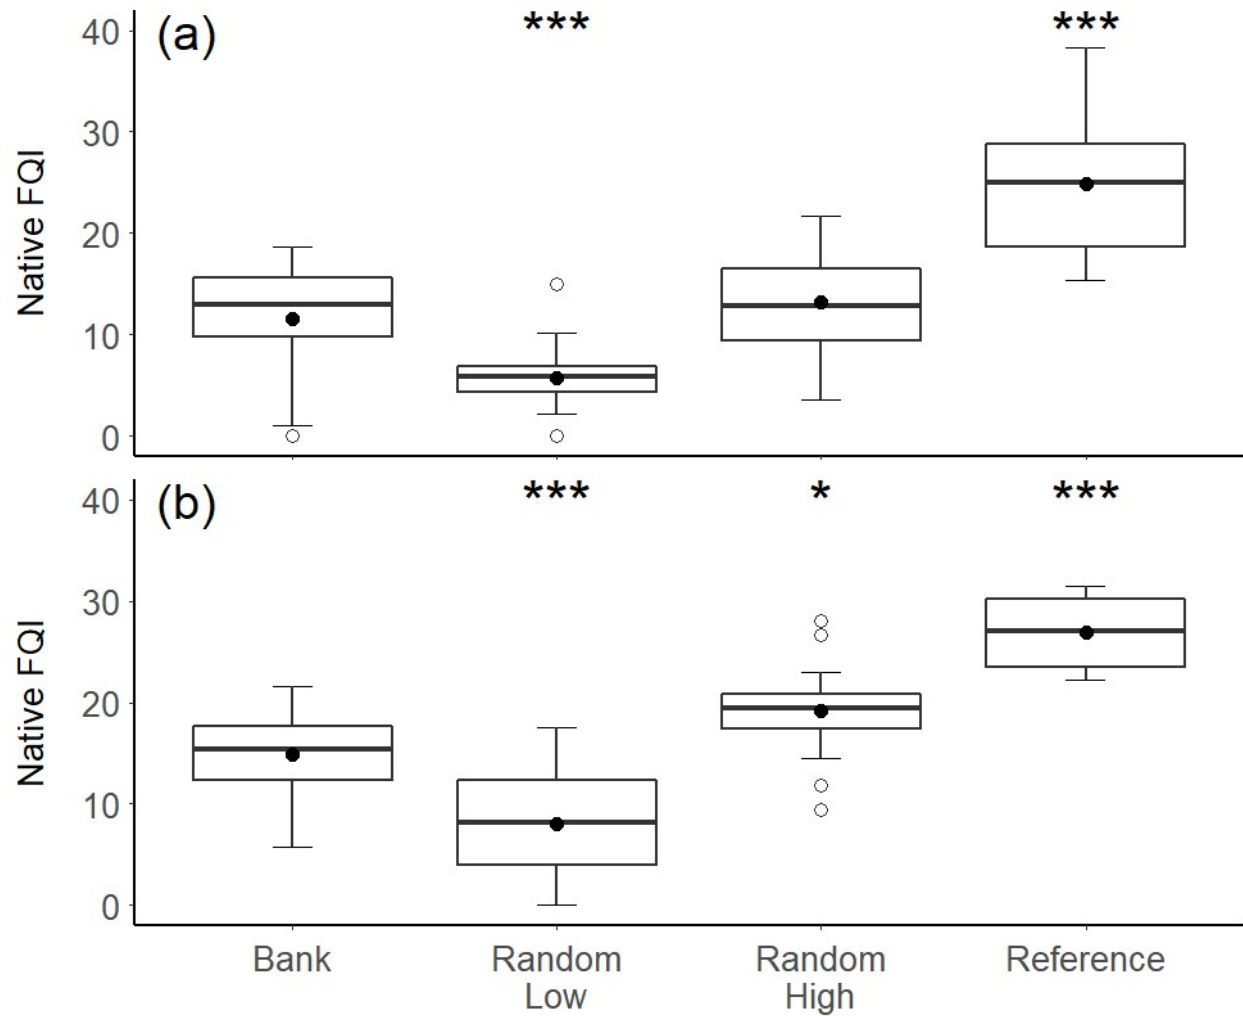 (a)
***
***
Native FQI
40
30
20
10
0
(b)
***
*
***
Native FQI
40
30
20
10
0
Bank
Random
Low
Random
High
Reference